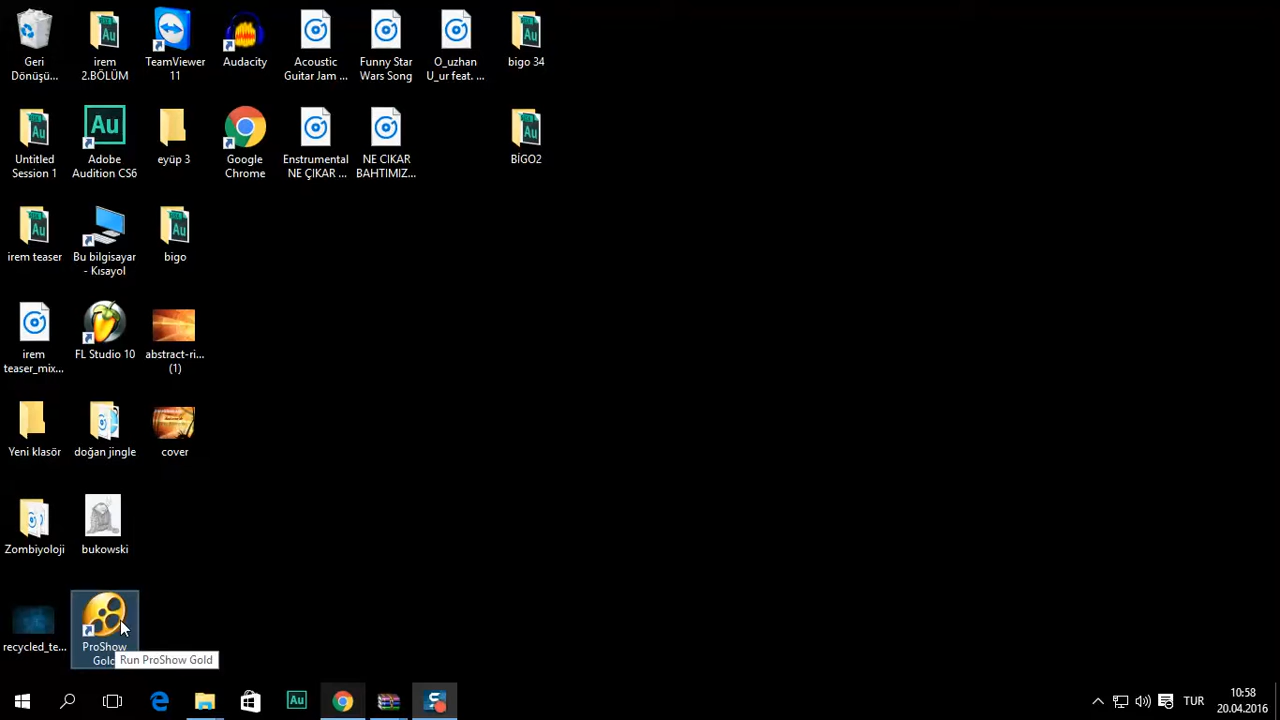 Geri
Dönüşü...
irem
2.BÖLÜM
TeamViewer
11
Audacity
Acoustic
Guitar Jam ...
Funny Star
Wars Song
O_uzhan
U_ur feat. ...
bigo 34
Untitled
Session 1
Au
Adobe
Audition CS6
eyüp 3
Google
Chrome
Enstrumental
NE ÇIKAR ...
NE CIKAR
BAHTIMIZ...
BİGO2
irem teaser
Bu bilgisayar
- Kısayol
bigo
irem
teaser_mix...
FL Studio 10
abstract-ri...
(1)
Yeni klasör
doğan jingle
cover
Zombiyoloji
bukowski
recycled_te...
ProShow
Gold
Run ProShow Gold
Au
TUR
10:58
20.04.2016